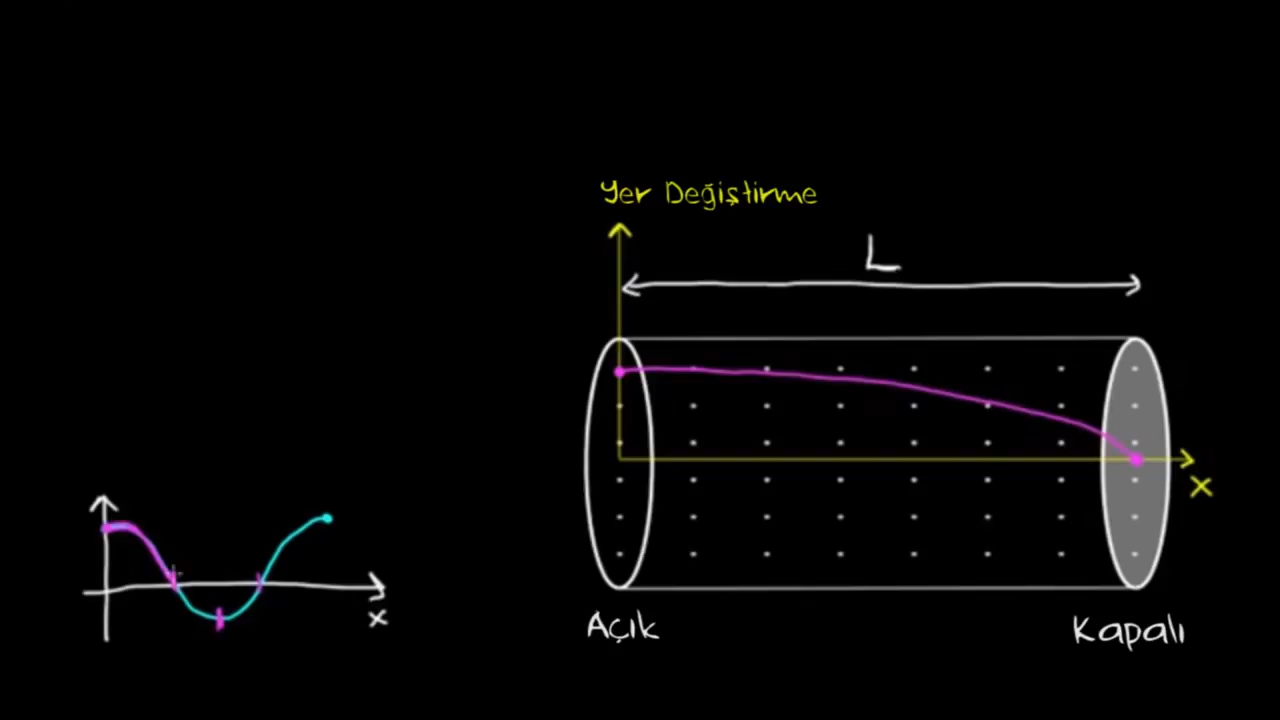 Yer Değiştirme
L
x
x
Açık
Kapalı